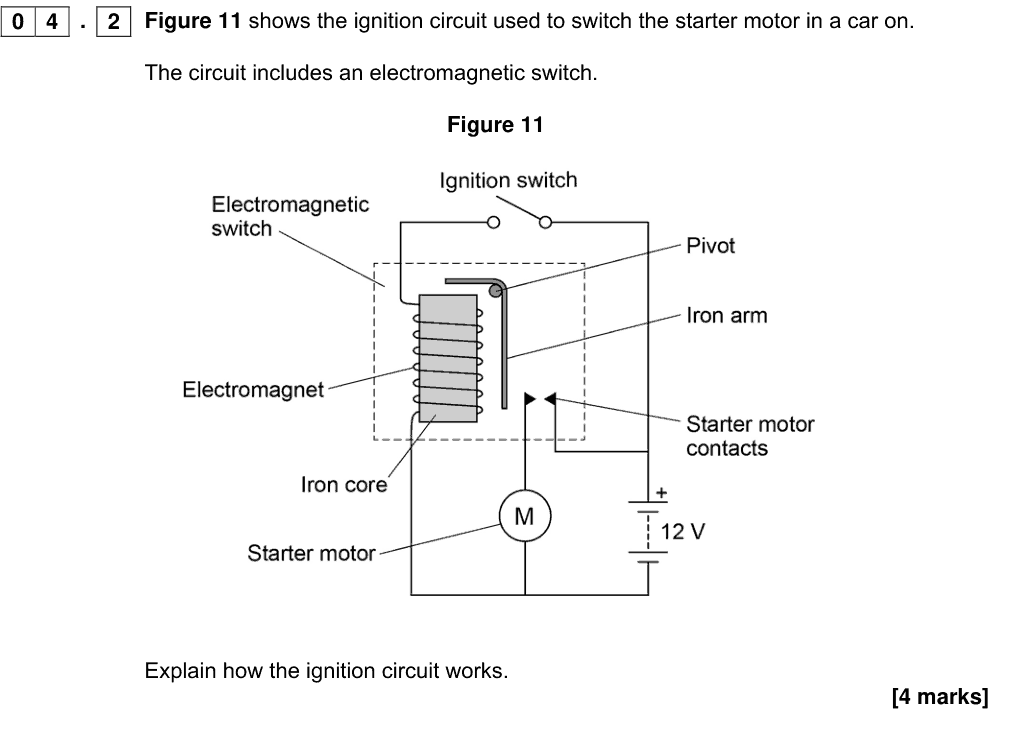 0 4 . 2 Figure 11 shows the ignition circuit used to switch the starter motor in a car on.
The circuit includes an electromagnetic switch.
Figure 11
Ignition switch
Electromagnetic
switch
Pivot
Iron arm
Electromagnet
Starter motor
contacts
Iron core
+
M
12 V
Starter motor
Explain how the ignition circuit works.
[4 marks]